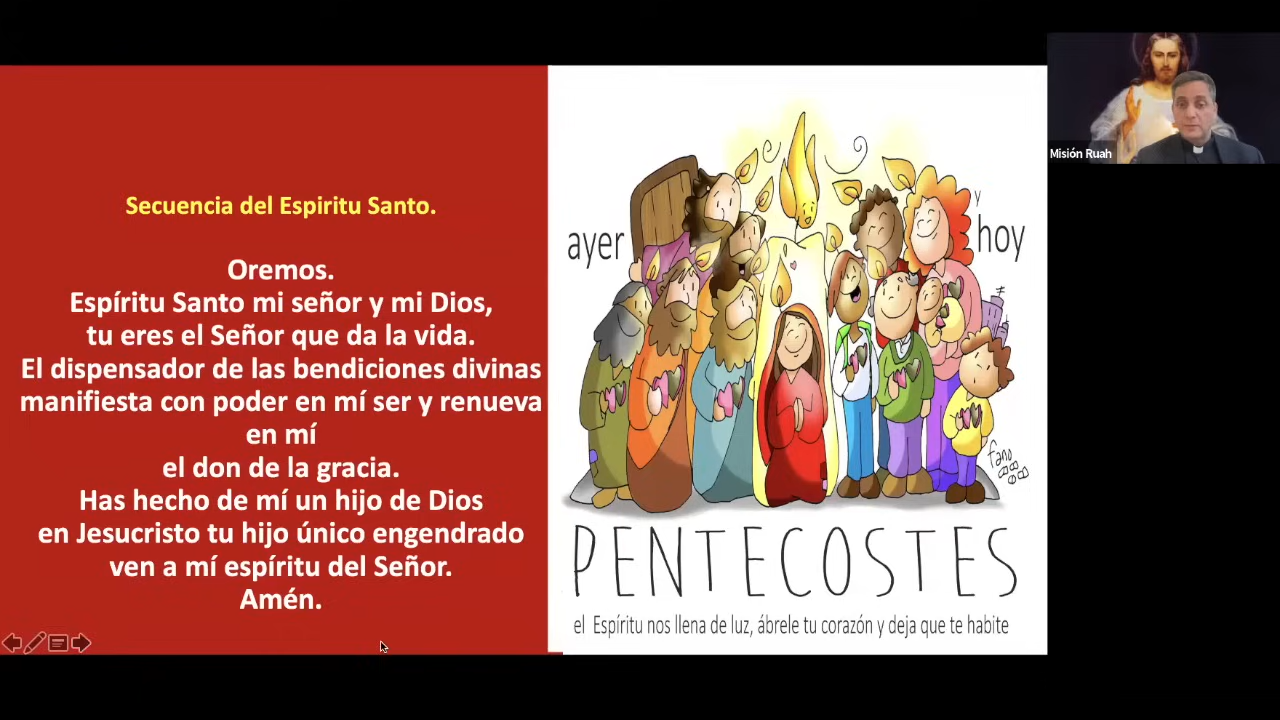 Secuencia del Espiritu Santo.
Oremos.
Espíritu Santo mi señor y mi Dios,
tu eres el Señor que da la vida.
El dispensador de las bendiciones divinas
manifiesta con poder en mí ser y renueva
en mí
el don de la gracia.
Has hecho de mí un hijo de Dios
en Jesucristo tu hijo único engendrado
ven a mí espíritu del Señor.
Amén.
ayer
y
hoy
fano
PENTECOSTES
el Espíritu nos llena de luz, ábrele tu corazón y deja que te habite
Misión Ruah